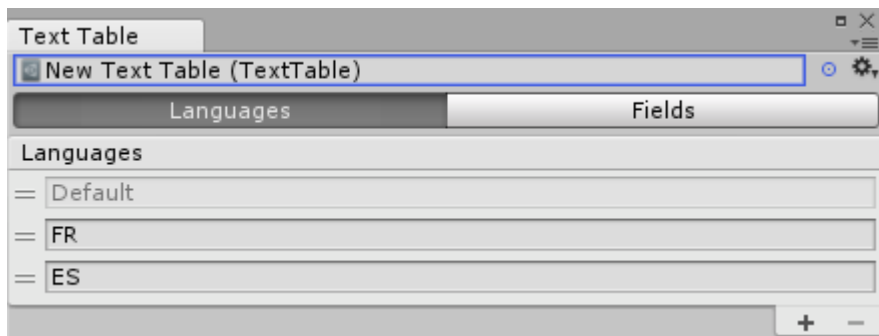 Text Table
New Text Table (TextTable)
Languages Fields
Languages
Default
FR
ES